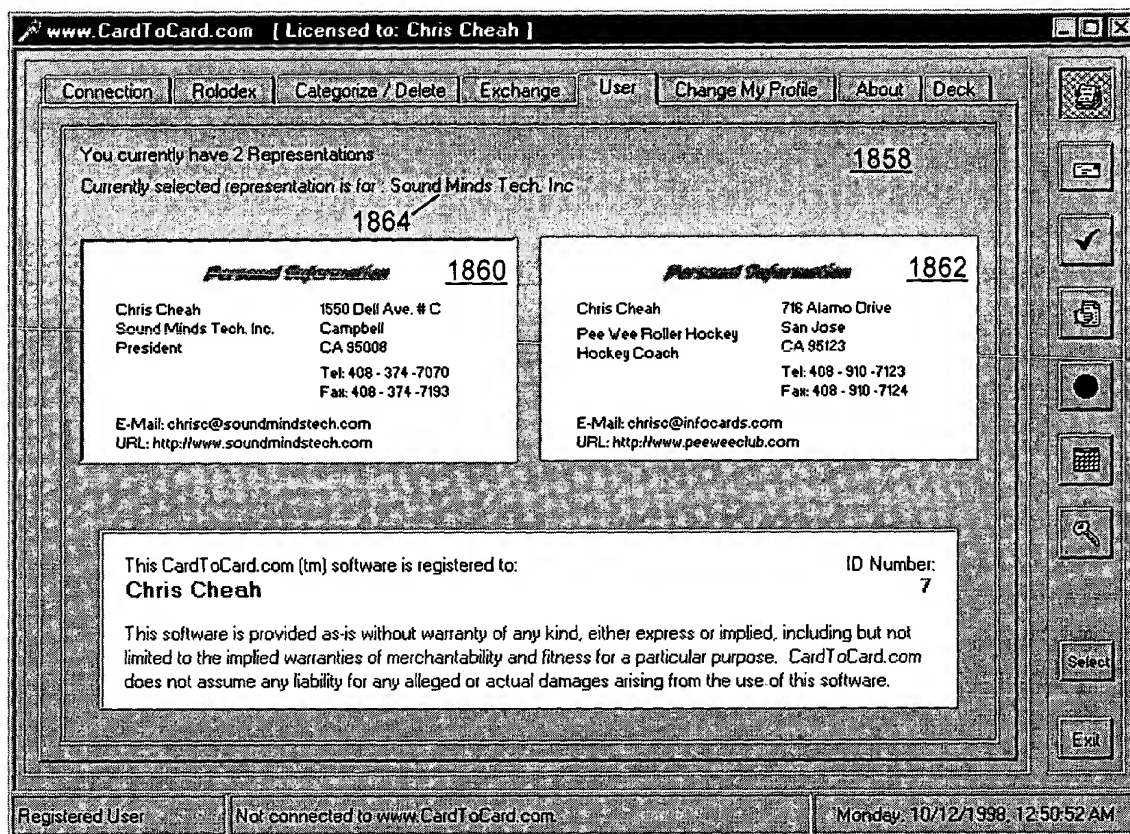 www.CardToCard.com [ Licensed to: Chris Cheah ]
Connection Rolodex Categorize / Delete Exchange User Change My Profile About Deck
You currently have 2 Representations
1858
Currently selected representation is for : Sound Minds Tech. Inc
1864
Personal Information 1860
Chris Cheah 1550 Dell Ave. # C
Sound Minds Tech. Inc. Campbell
President CA 95008
Tel: 408 - 374 -7070
Fax: 408 - 374 -7193
E-Mail: chrisc@soundmindstech.com
URL: http://www.soundmindstech.com
Personal Information 1862
Chris Cheah 716 Alamo Drive
Pee Wee Roller Hockey San Jose
Hockey Coach CA 95123
Tel: 408 - 910 -7123
Fax: 408 - 910 -7124
E-Mail: chrisc@infocards.com
URL: http://www.peeweeclub.com
This CardToCard.com (tm) software is registered to: ID Number:
Chris Cheah 7
This software is provided as-is without warranty of any kind, either express or implied, including but not
limited to the implied warranties of merchantability and fitness for a particular purpose. CardToCard.com
does not assume any liability for any alleged or actual damages arising from the use of this software.
Select
Exit
Registered User Not connected to www.CardToCard.com Monday, 10/12/1998, 12:50:52 AM